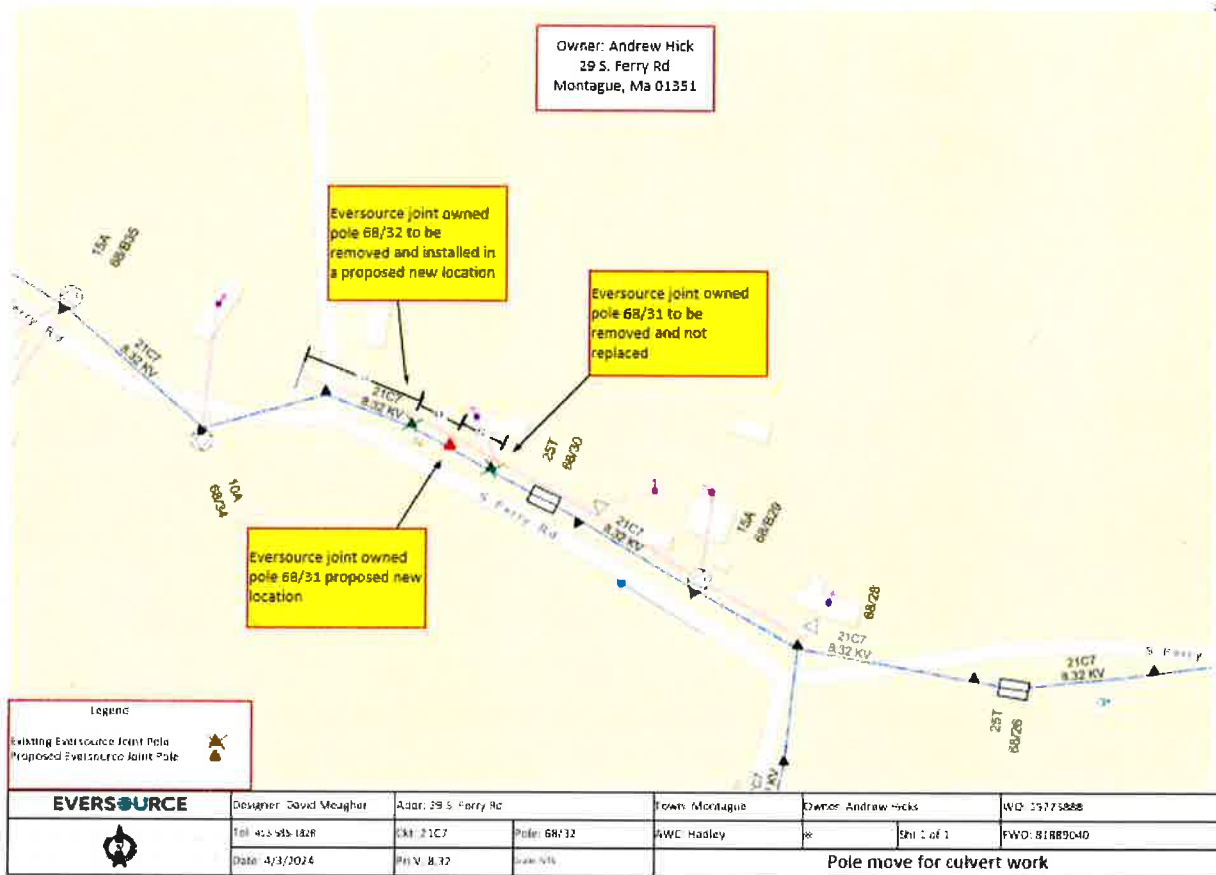 Owner: Andrew Hick
29 S. Ferry Rd
Montague, Ma 01351
Eversource joint owned
pole 68/32 to be
removed and installed in
a proposed new location
Eversource joint owned
pole 68/31 to be
removed and not
replaced
15A
68/B35
erry Rd
21C7
8.32 KV
21C7
8.32 KV
25T
68/30
10A
68/34
S Ferry Rd
21C7
8.32 KV
15A
68/B29
Eversource joint owned
pole 68/31 proposed new
location
68/28
21C7
8.32 KV
21C7
8.32 KV
S Ferry
25T
68/26
C7
KV
Legend
Existing Eversource Joint Pole
Proposed Eversource Joint Pole
EVERSOURCE
Designer: David Meagher
Addr: 29 S. Ferry Rd
Town: Montague
Owner: Andrew Hicks
WO:
Tel:
Ckt: 21C7
Pole: 68/32
AWC: Hadley
Sht 1 of 1
FWO: 81889040
Date: 4/3/2024
Pri V: 8.32
Pole move for culvert work